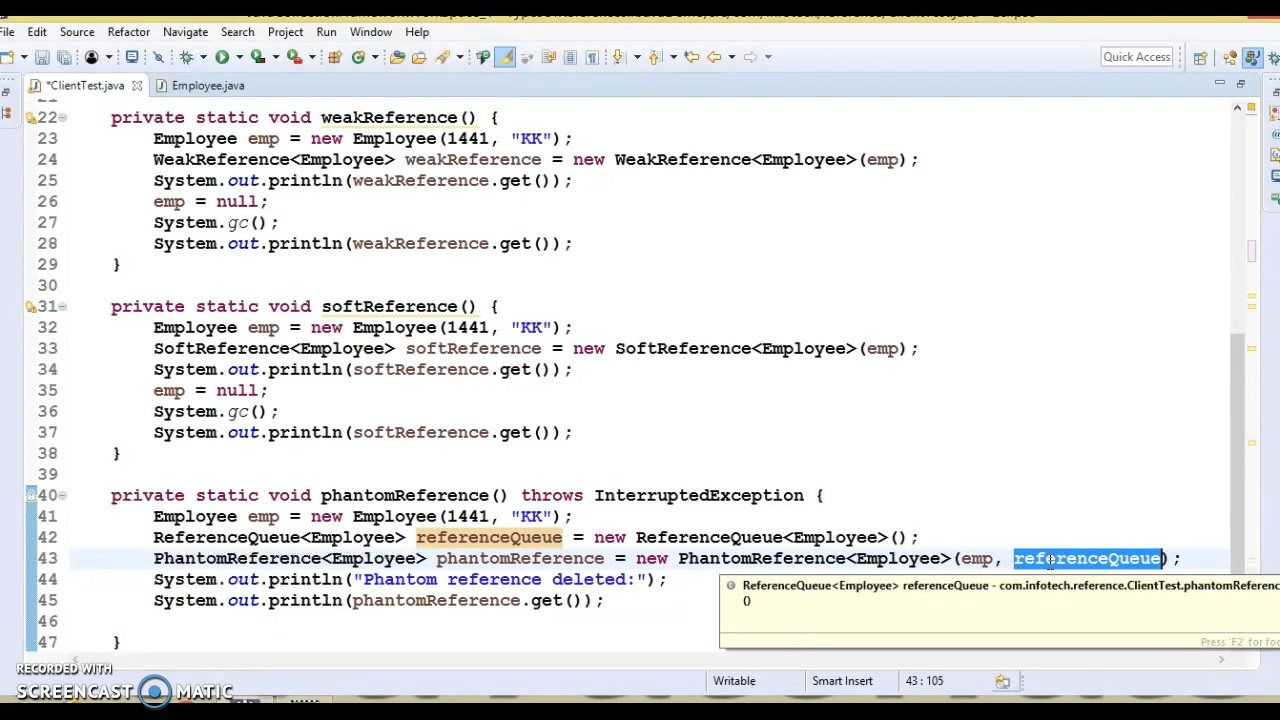 File Edit Source Refactor Navigate Search Project Run Window Help
Quick Access
*ClientTest.java Employee.java
22 private static void weakReference() {
23 Employee emp = new Employee(1441, "KK");
24 WeakReference<Employee> weakReference = new WeakReference<Employee>(emp);
25 System.out.println(weakReference.get());
26 emp = null;
27 System.gc();
28 System.out.println(weakReference.get());
29 }
30
31 private static void softReference() {
32 Employee emp = new Employee(1441, "KK");
33 SoftReference<Employee> softReference = new SoftReference<Employee>(emp);
34 System.out.println(softReference.get());
35 emp = null;
36 System.gc();
37 System.out.println(softReference.get());
38 }
39
40 private static void phantomReference() throws InterruptedException {
41 Employee emp = new Employee(1441, "KK");
42 ReferenceQueue<Employee> referenceQueue = new ReferenceQueue<Employee>();
43 PhantomReference<Employee> phantomReference = new PhantomReference<Employee>(emp, referenceQueue);
44 System.out.println("Phantom reference deleted:");
45 System.out.println(phantomReference.get());
46
47 }
ReferenceQueue<Employee> referenceQueue - com.infotech.reference.ClientTest.phantomReference
()
Press 'F2' for focus
RECORDED WITH
SCREENCAST MATIC
Writable Smart Insert 43 : 105